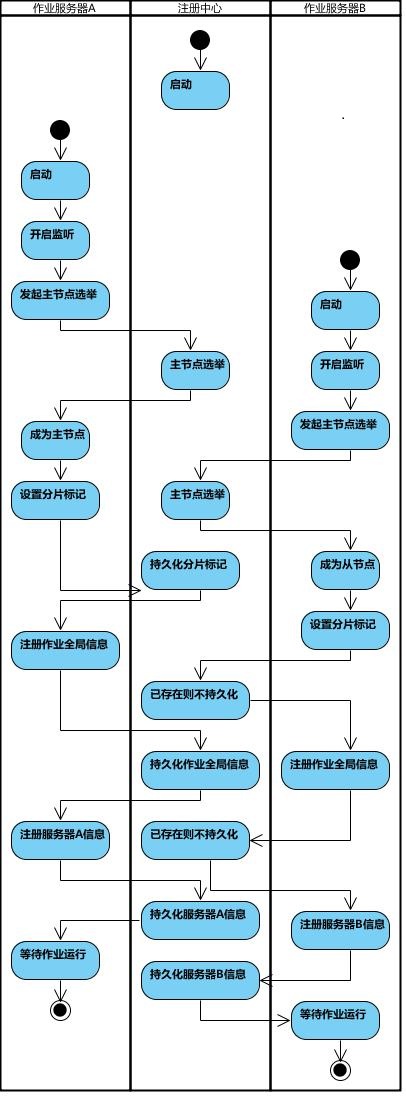 作业服务器A
注册中心
作业服务器B
启动
启动
开启监听
发起主节点选举
启动
主节点选举
开启监听
成为主节点
发起主节点选举
设置分片标记
主节点选举
持久化分片标记
成为从节点
注册作业全局信息
设置分片标记
已存在则不持久化
持久化作业全局信息
注册作业全局信息
注册服务器A信息
已存在则不持久化
持久化服务器A信息
注册服务器B信息
等待作业运行
持久化服务器B信息
等待作业运行